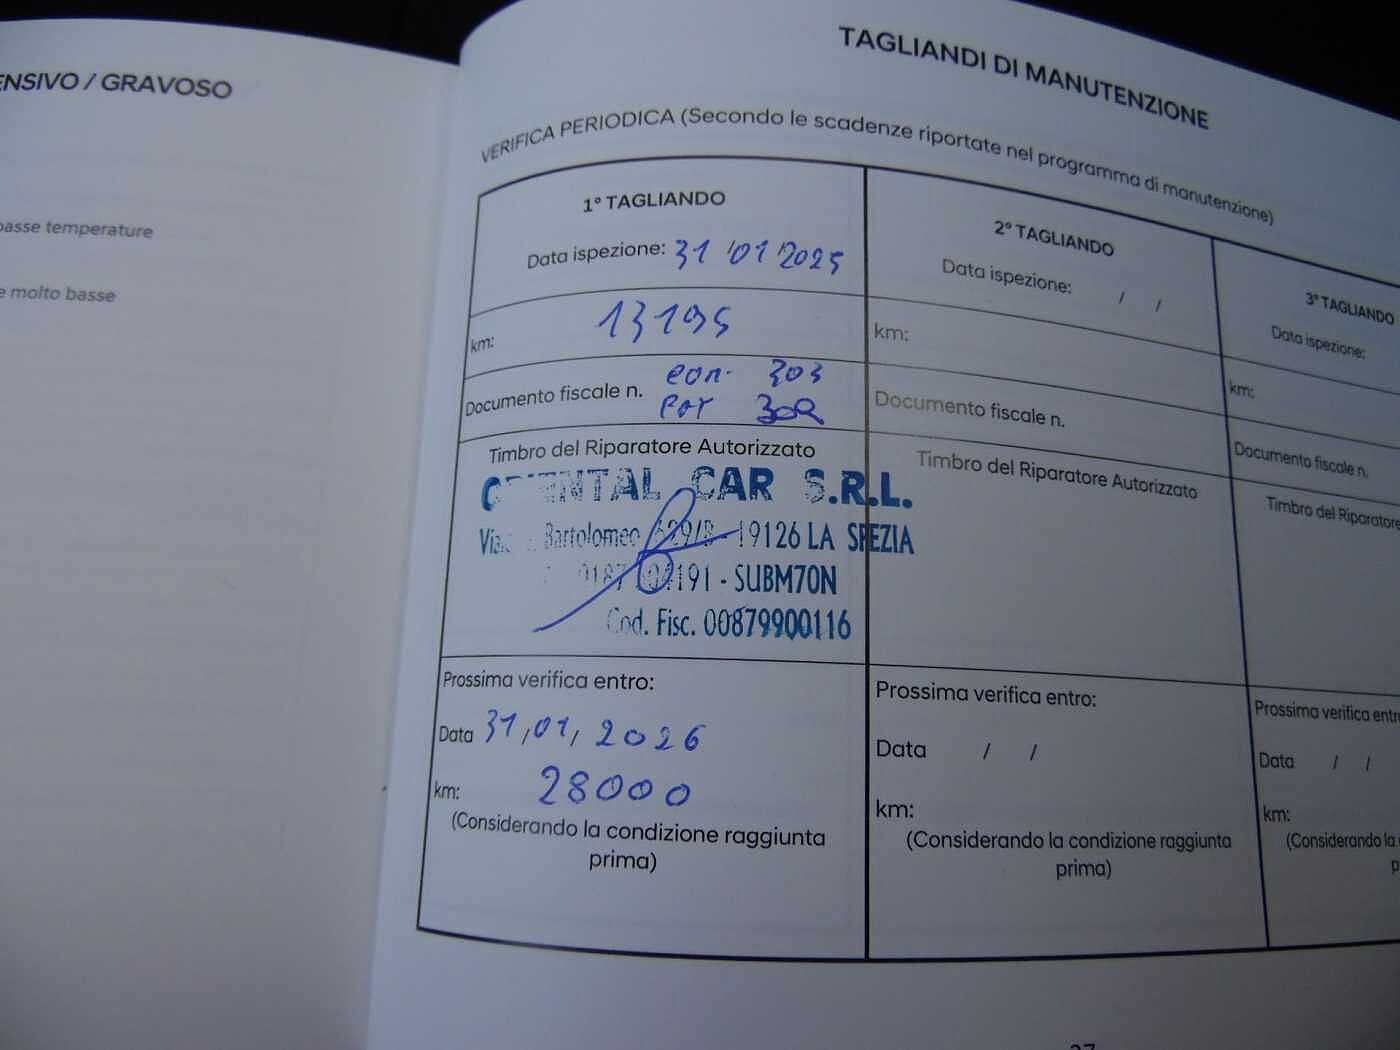 ENSIVO / GRAVOSO
basse temperature
e molto basse
TAGLIANDI DI MANUTENZIONE
VERIFICA PERIODICA (Secondo le scadenze riportate nel programma di manutenzione)
1° TAGLIANDO
Data ispezione: 31/01/2025
km: 13195
Documento fiscale n. 303
302
Timbro del Riparatore Autorizzato
ORIENTAL CAR S.R.L.
Bartolomeo 19126 LA SPEZIA
- SUBM70N
Cod. Fisc. 00879900116
Prossima verifica entro:
Data 31/01/2026
km: 28000
(Considerando la condizione raggiunta
prima)
2° TAGLIANDO
Data ispezione: / /
km:
Documento fiscale n.
Timbro del Riparatore Autorizzato
Prossima verifica entro:
Data / /
km:
(Considerando la condizione raggiunta
prima)
3° TAGLIANDO
Data ispezione:
km:
Documento fiscale n.
Timbro del Riparatore
Prossima verifica entro
Data / /
km:
(Considerando la